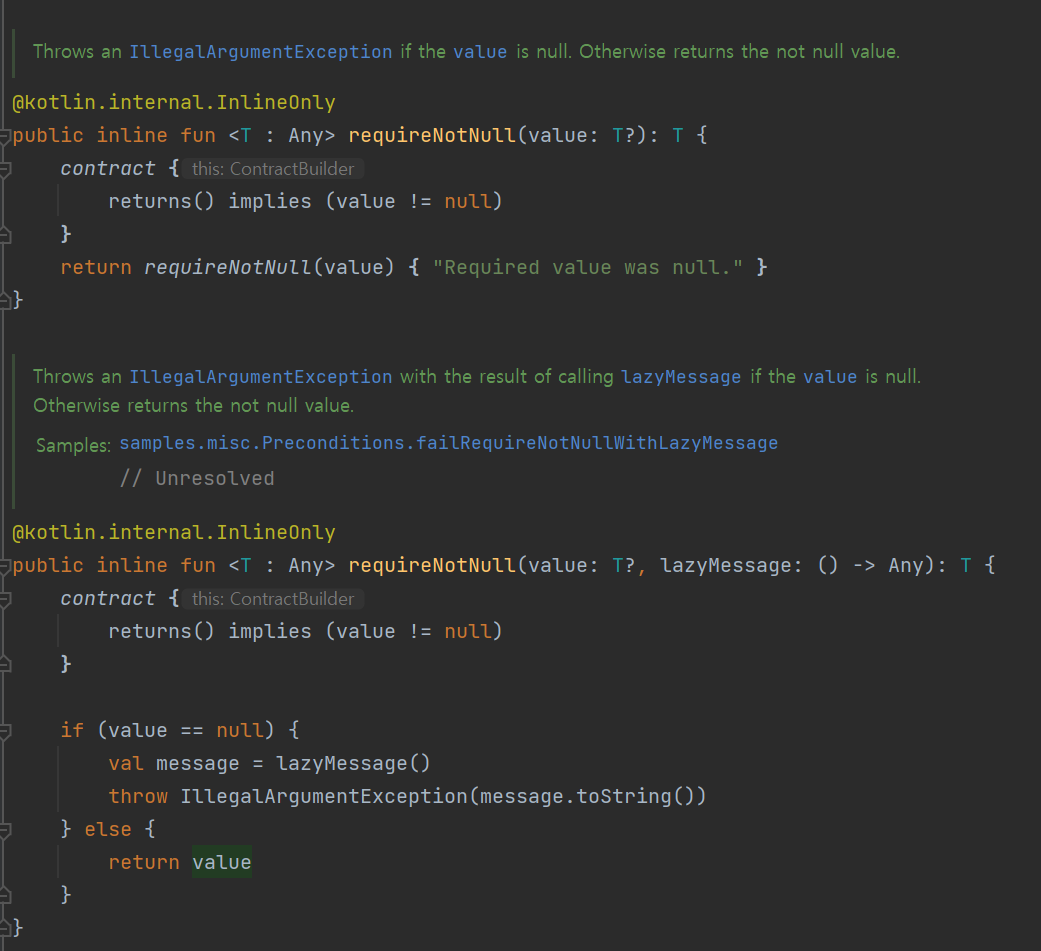 Throws an IllegalArgumentException if the value is null. Otherwise returns the not null value.
@kotlin.internal.InlineOnly
public inline fun <T : Any> requireNotNull(value: T?): T {
    contract { this: ContractBuilder
        returns() implies (value != null)
    }
    return requireNotNull(value) { "Required value was null." }
}
Throws an IllegalArgumentException with the result of calling lazyMessage if the value is null.
Otherwise returns the not null value.
Samples: samples.misc.Preconditions.failRequireNotNullWithLazyMessage
// Unresolved
@kotlin.internal.InlineOnly
public inline fun <T : Any> requireNotNull(value: T?, lazyMessage: () -> Any): T {
    contract { this: ContractBuilder
        returns() implies (value != null)
    }
    if (value == null) {
        val message = lazyMessage()
        throw IllegalArgumentException(message.toString())
    } else {
        return value
    }
}